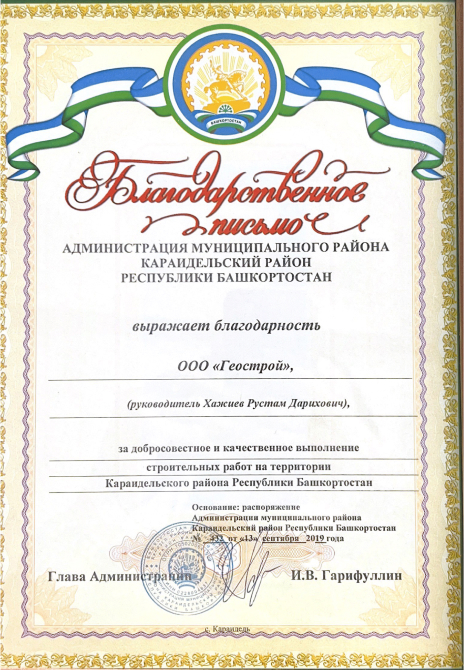 БАШКОРТОСТАН
Благодарственное
письмо
АДМИНИСТРАЦИЯ МУНИЦИПАЛЬНОГО РАЙОНА
КАРАИДЕЛЬСКИЙ РАЙОН
РЕСПУБЛИКИ БАШКОРТОСТАН
выражает благодарность
ООО «Геострой»,
(руководитель Хажиев Рустам Дарихович),
за добросовестное и качественное выполнение
строительных работ на территории
Караидельского района Республики Башкортостан
Основание: распоряжение
Администрации муниципального района
Караидельский район Республики Башкортостан
№ 452 от «13» сентября 2019 года
Глава Администрации И.В. Гарифуллин
с. Караидель